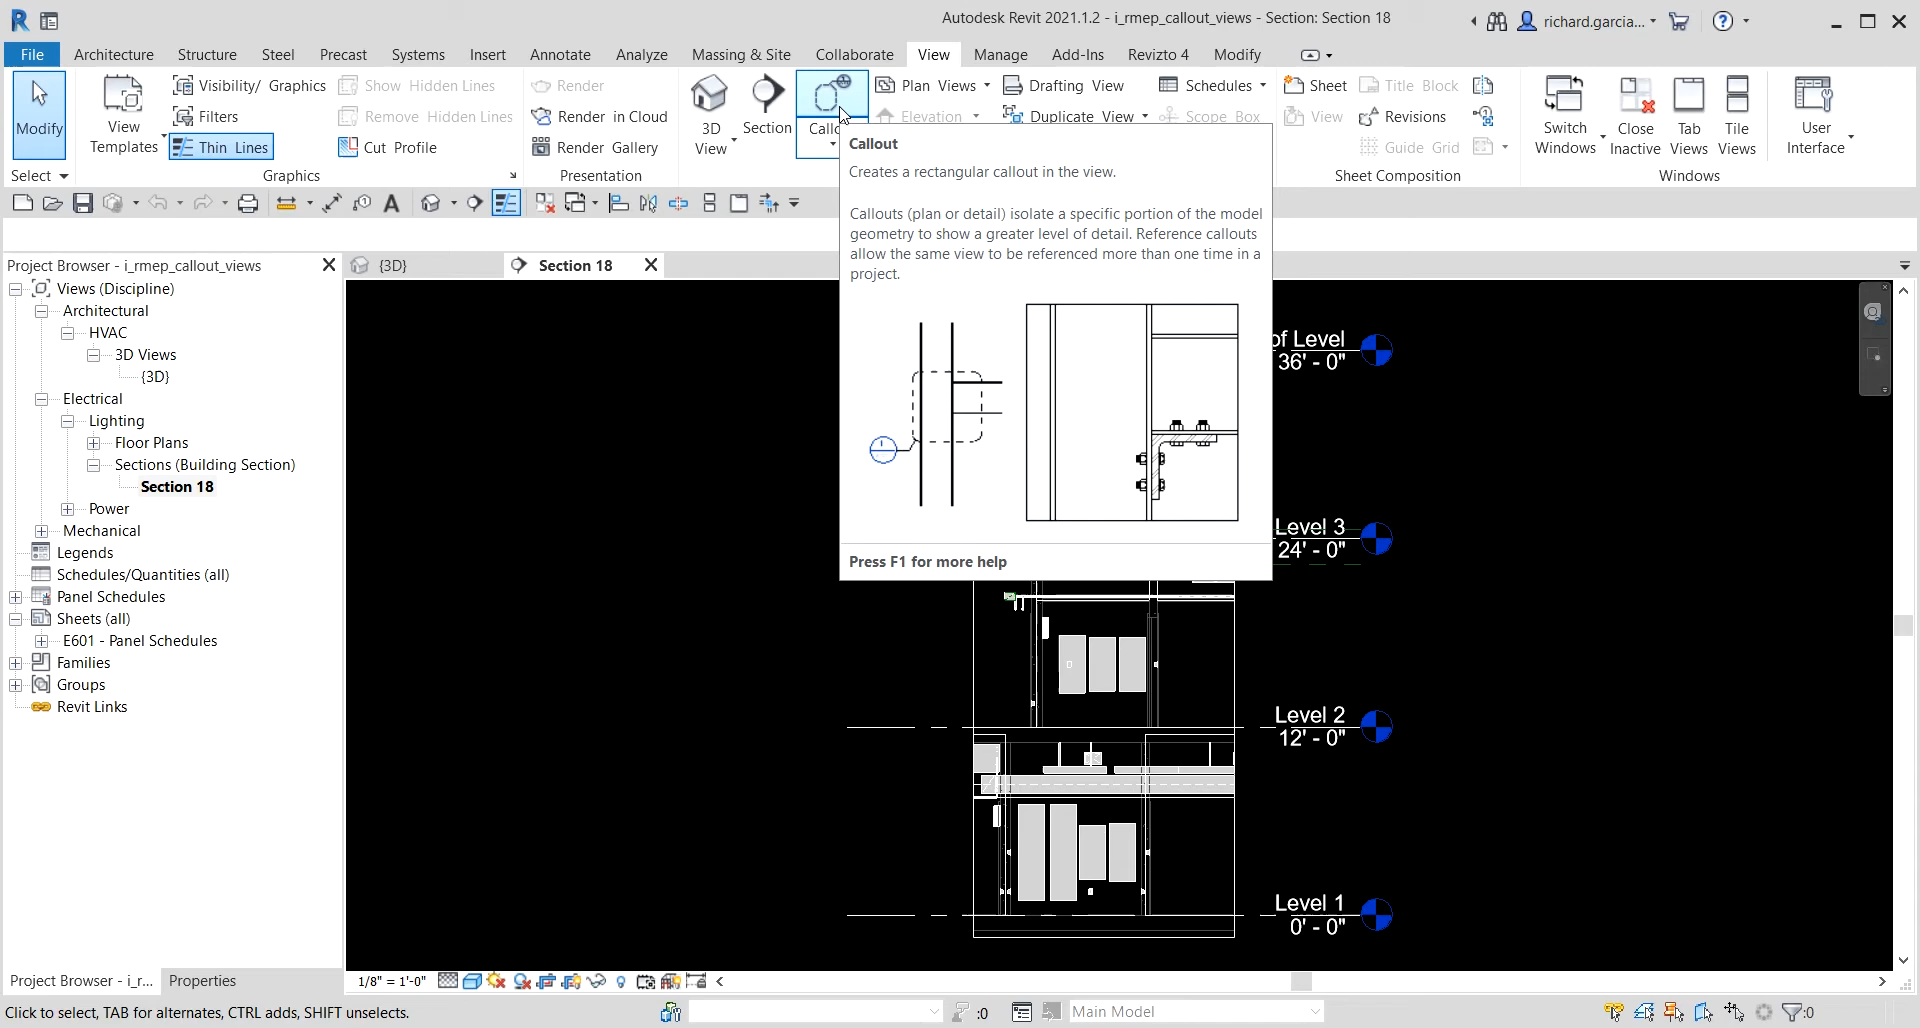 Autodesk Revit 2021.1.2 - i_rmep_callout_views - Section: Section 18
richard.garcia...
File Architecture Structure Steel Precast Systems Insert Annotate Analyze Massing & Site Collaborate View Manage Add-Ins Revizto 4 Modify
Modify
Select
View Templates
Visibility/ Graphics
Filters
Thin Lines
Show Hidden Lines
Remove Hidden Lines
Cut Profile
Graphics
Render
Render in Cloud
Render Gallery
Presentation
3D View
Section
Plan Views
Elevation
Drafting View
Duplicate View
Schedules
Scope Box
Sheet
View
Title Block
Revisions
Guide Grid
Sheet Composition
Switch Windows
Close Inactive
Tab Views
Tile Views
Windows
User Interface
A
Callout
Creates a rectangular callout in the view.
Callouts (plan or detail) isolate a specific portion of the model
geometry to show a greater level of detail. Reference callouts
allow the same view to be referenced more than one time in a
project.
Press F1 for more help
Project Browser - i_rmep_callout_views
{3D}
Section 18
Views (Discipline)
Architectural
HVAC
3D Views
{3D}
Electrical
Lighting
Floor Plans
Sections (Building Section)
Section 18
Power
Mechanical
Legends
Schedules/Quantities (all)
Panel Schedules
Sheets (all)
E601 - Panel Schedules
Families
Groups
Revit Links
of Level
36' - 0"
Level 3
24' - 0"
Level 2
12' - 0"
Level 1
0' - 0"
Project Browser - i_r...
Properties
1/8" = 1'-0"
Click to select, TAB for alternates, CTRL adds, SHIFT unselects.
:0
Main Model
:0